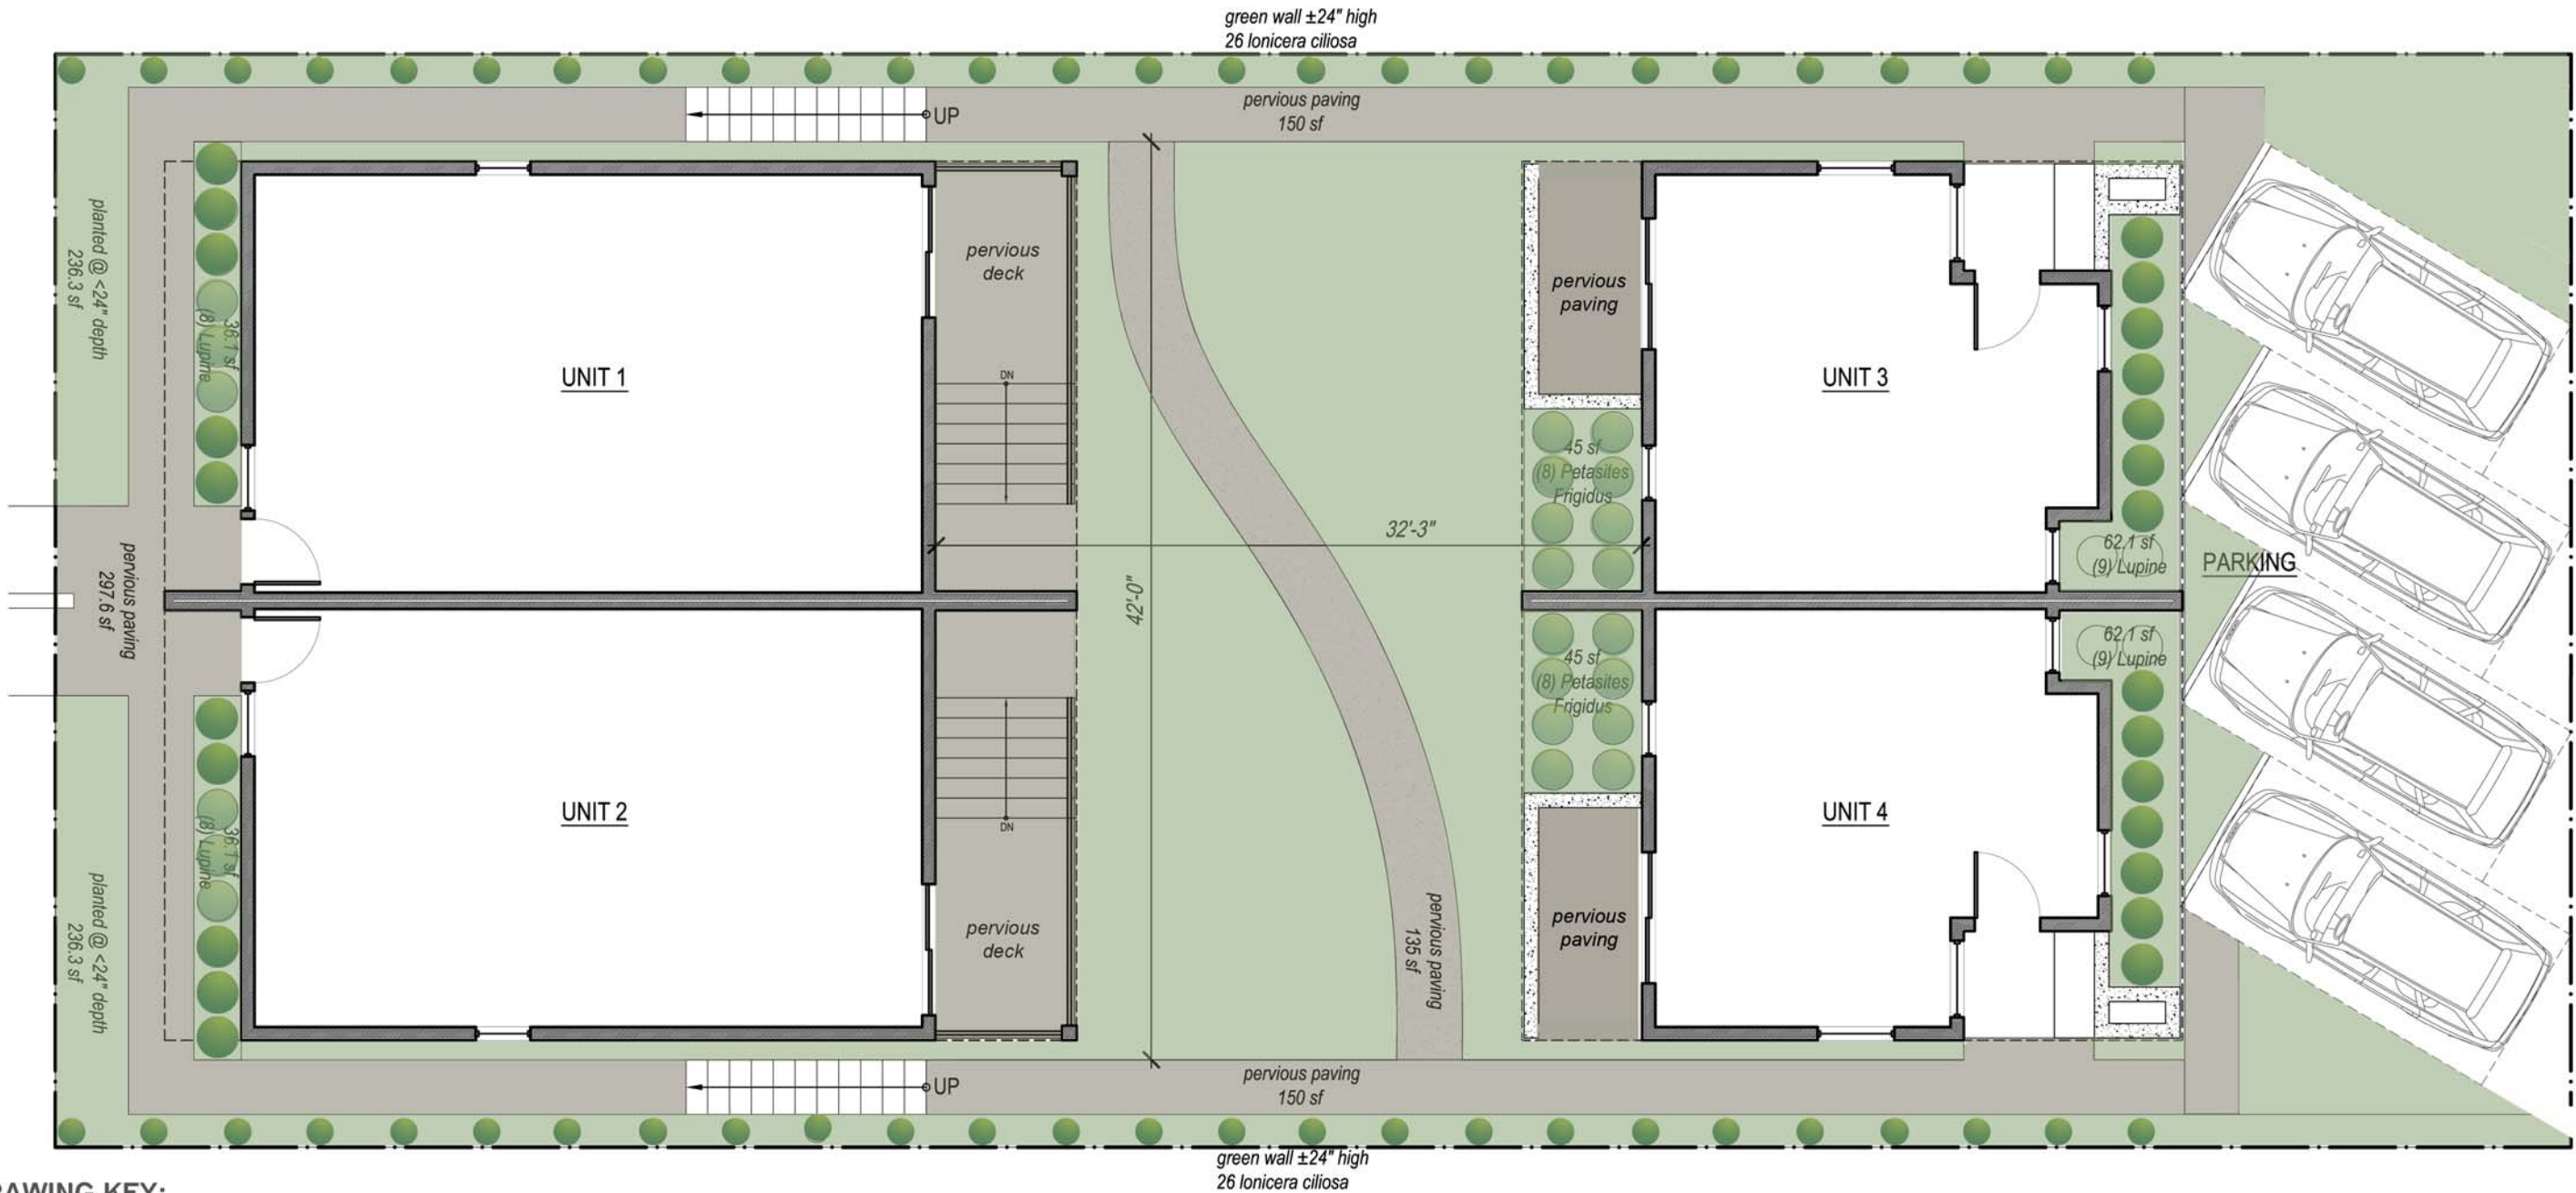 green wall ±24" high
26 lonicera ciliosa
pervious paving
150 sf
UP
planted @ <24" depth
236.3 sf
36.1 sf
(8) Lupine
UNIT 1
pervious
deck
DN
pervious
paving
UNIT 3
45 sf
(8) Petasites
Frigidus
32'-3"
42'-0"
62.1 sf
(9) Lupine
PARKING
pervious paving
297.6 sf
62.1 sf
(9) Lupine
45 sf
(8) Petasites
Frigidus
UNIT 2
DN
UNIT 4
36.1 sf
(8) Lupine
planted @ <24" depth
236.3 sf
pervious
deck
pervious paving
135 sf
pervious
paving
UP
pervious paving
150 sf
green wall ±24" high
26 lonicera ciliosa
RAWING KEY: